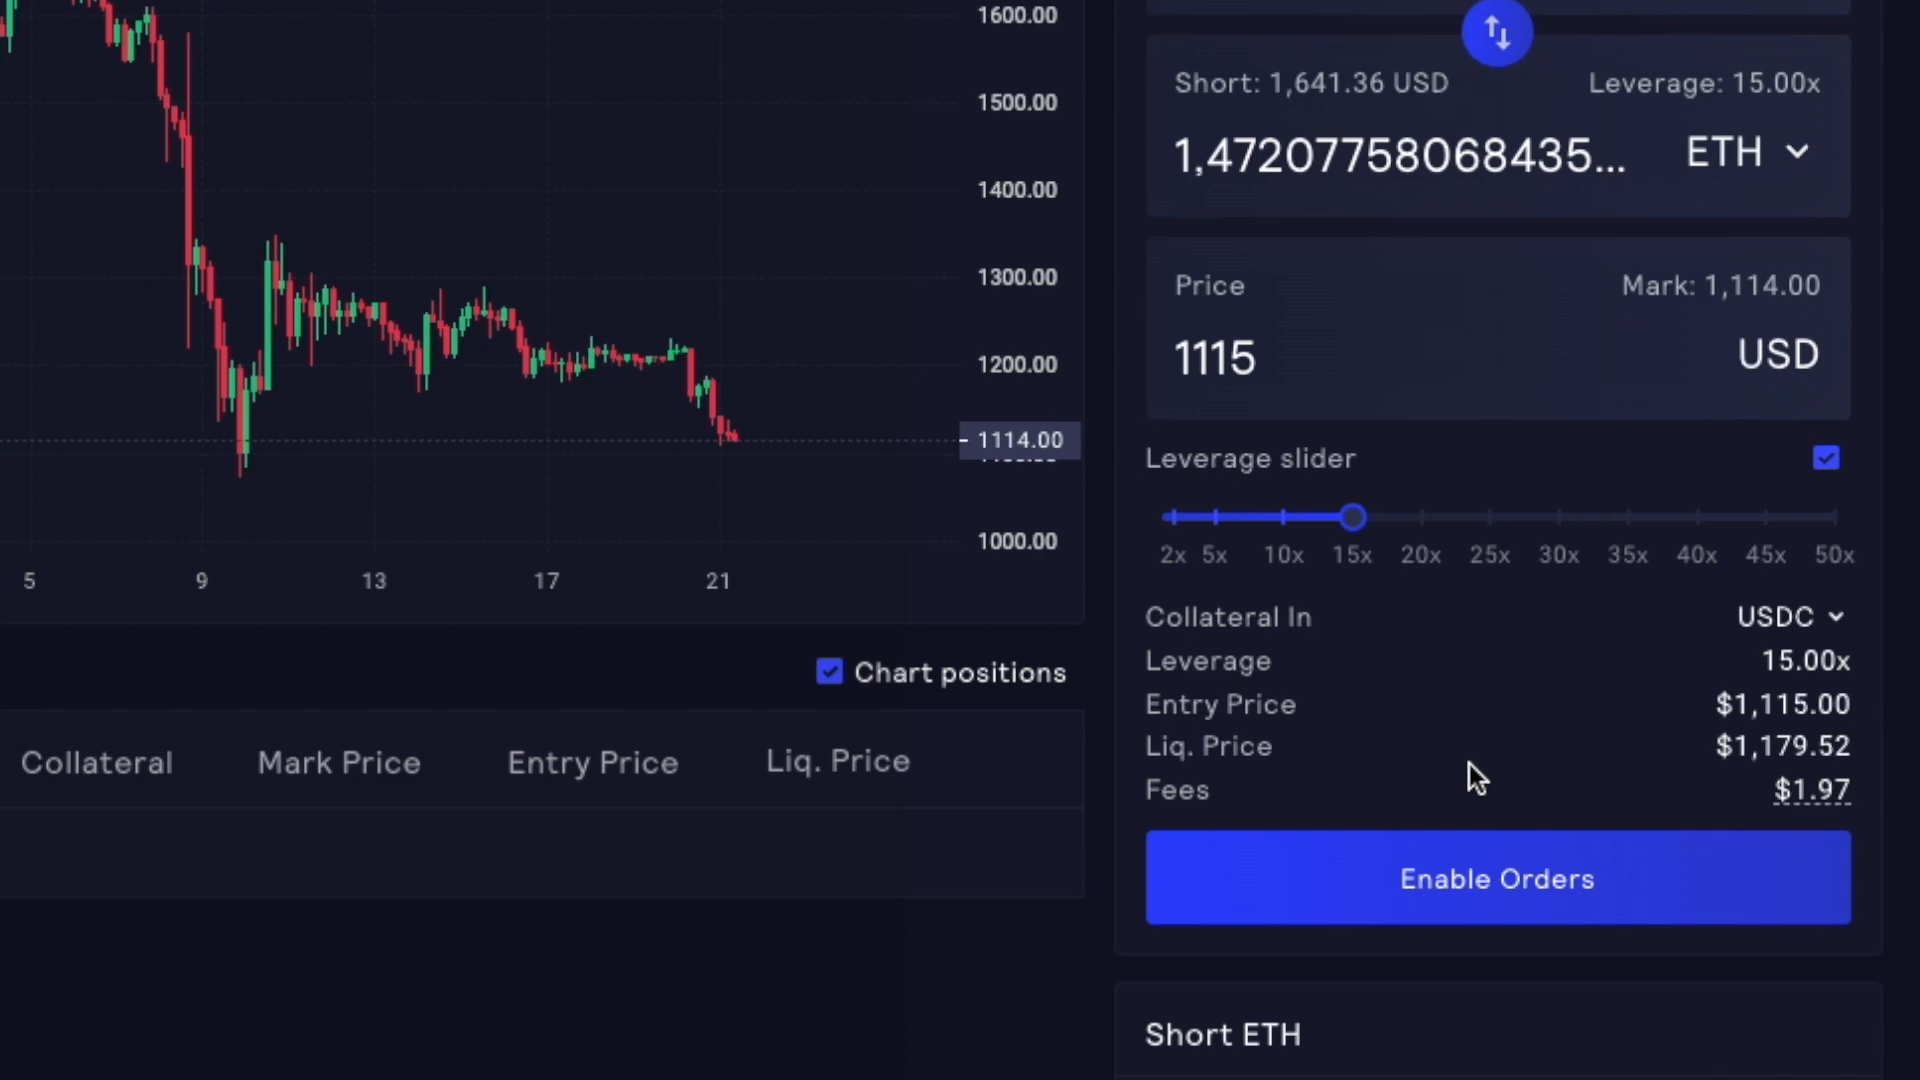 1600.00
1500.00
1400.00
1300.00
1200.00
1114.00
1000.00
5 9 13 17 21
Chart positions
Collateral Mark Price Entry Price Liq. Price
Short: 1,641.36 USD Leverage: 15.00x
1,47207758068435... ETH
Price Mark: 1,114.00
1115 USD
Leverage slider
2x 5x 10x 15x 20x 25x 30x 35x 40x 45x 50x
Collateral In USDC
Leverage 15.00x
Entry Price $1,115.00
Liq. Price $1,179.52
Fees $1.97
Enable Orders
Short ETH